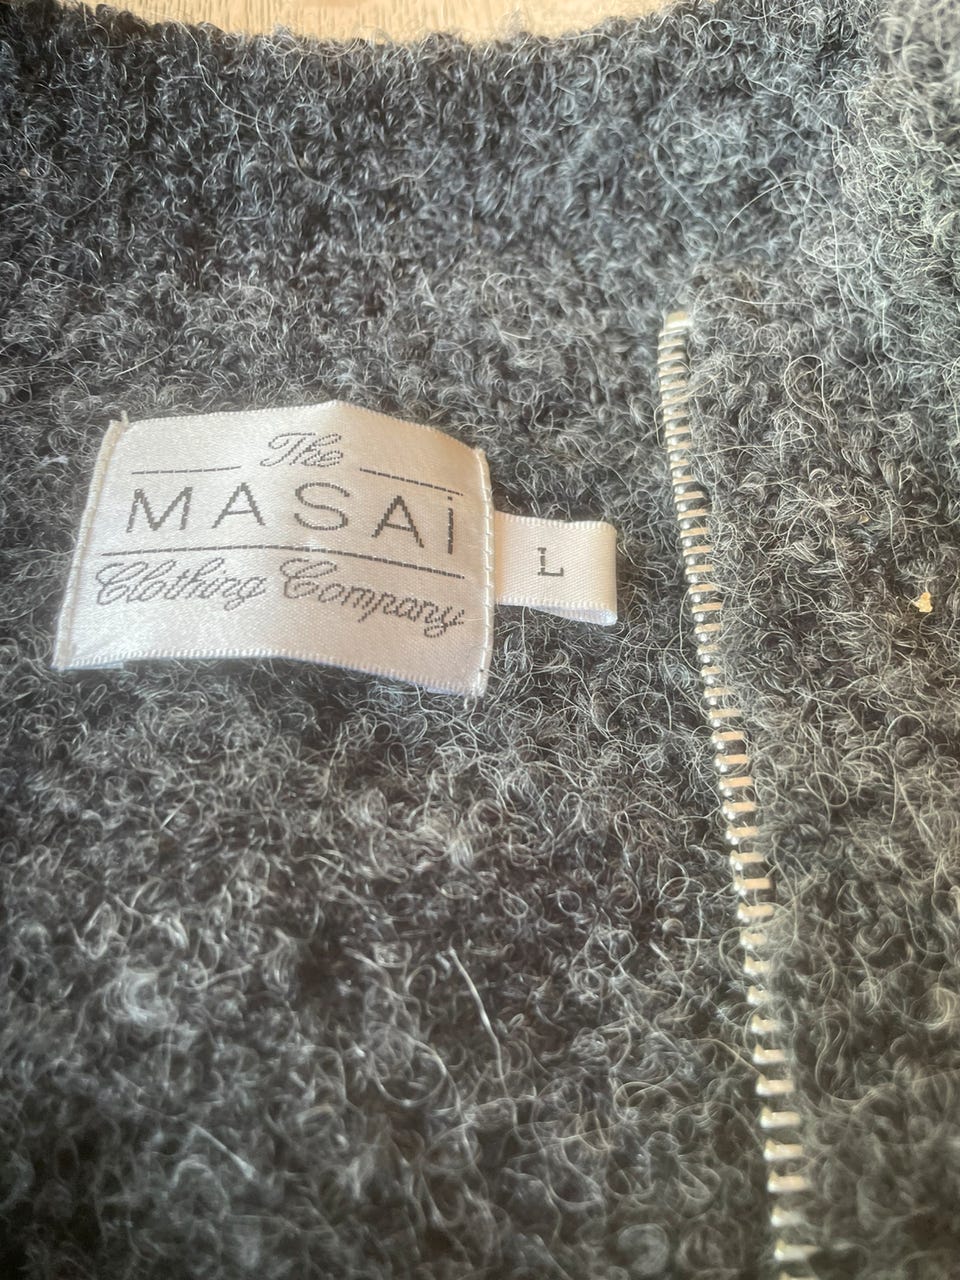 The
MASAi
Clothing Company
L